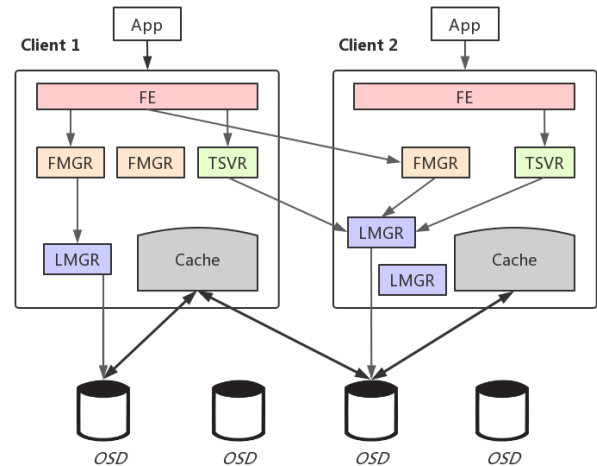 App
App
Client 1
Client 2
FE
FE
FMGR
FMGR
TSVR
FMGR
TSVR
LMGR
LMGR
Cache
Cache
LMGR
OSD
OSD
OSD
OSD